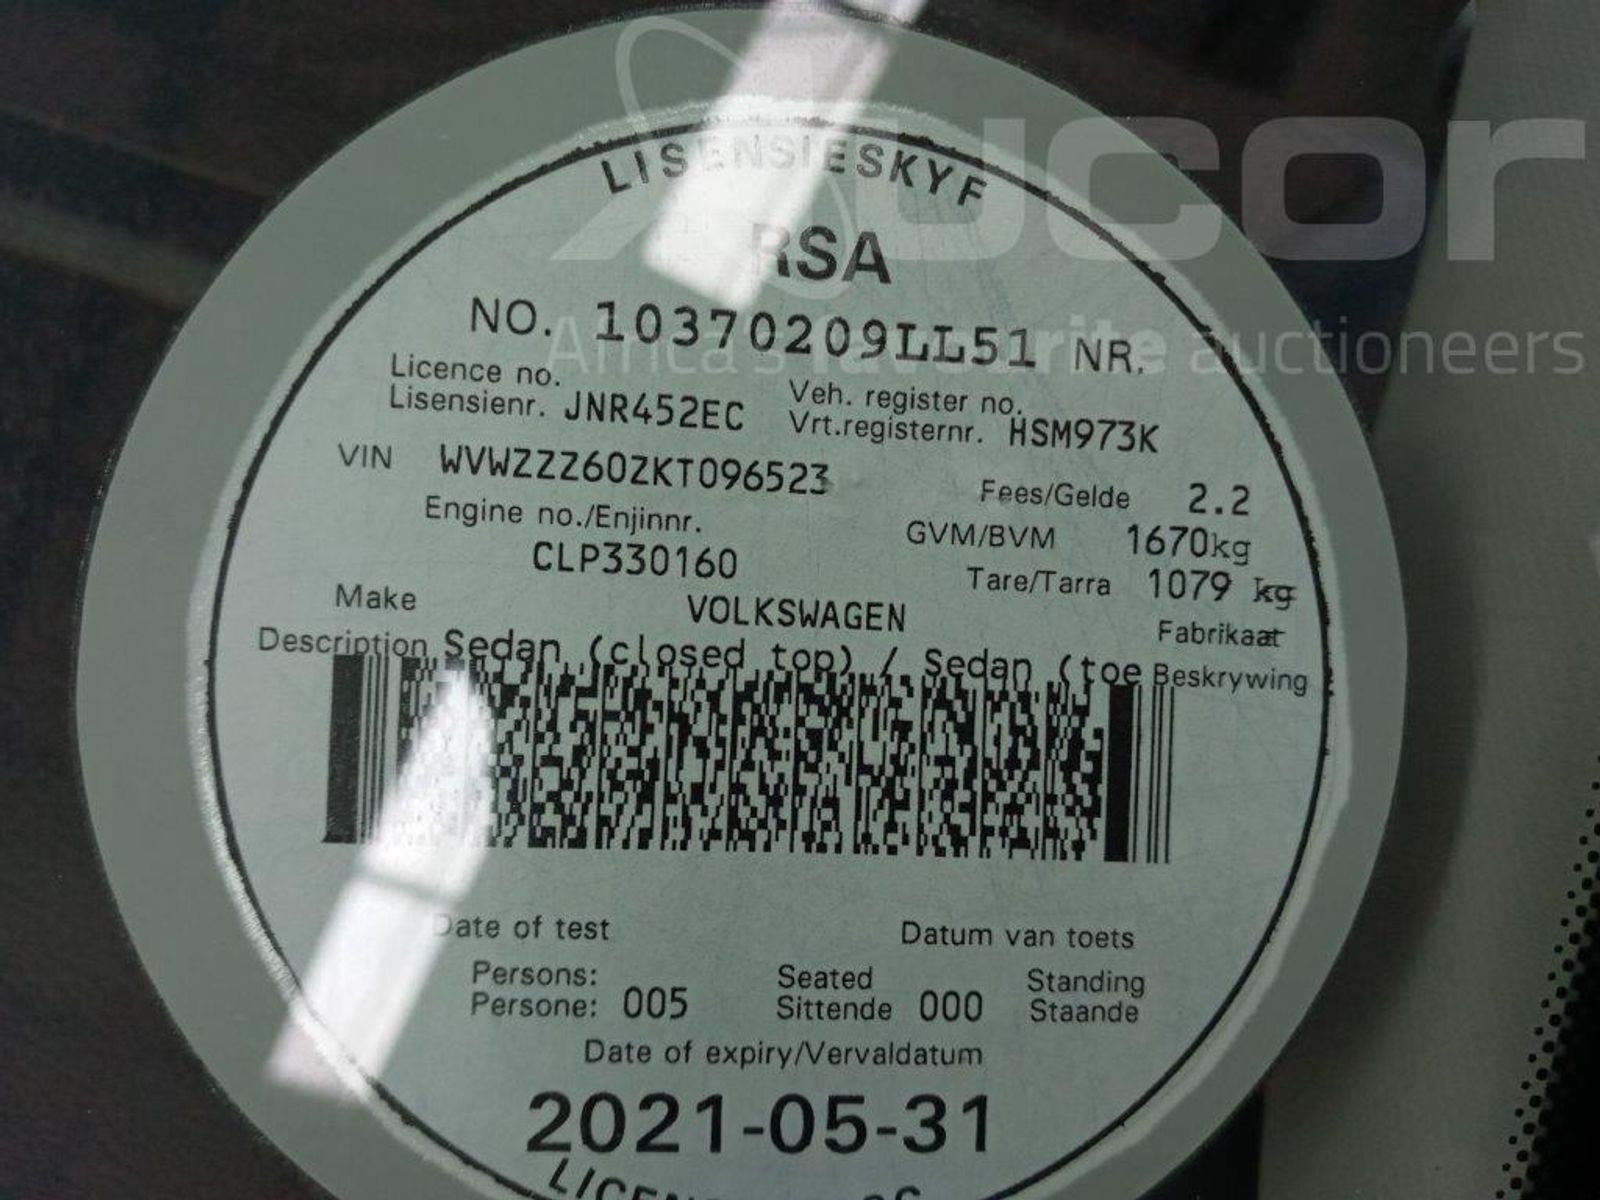 LISENSIESKYF
RSA
NO. 10370209LL51 NR.
Licence no.
Lisensienr. JNR452EC
Veh. register no.
Vrt.registernr. HSM973K
VIN WVWZZZ60ZKT096523
Fees/Gelde 2.2
Engine no./Enjinnr.
CLP330160
GVM/BVM 1670kg
Tare/Tarra 1079 kg
Make VOLKSWAGEN Fabrikaat
Description Sedan (closed top) / Sedan (toe Beskrywing
Date of test Datum van toets
Persons: Seated Standing
Persone: 005 Sittende 000 Staande
Date of expiry/Vervaldatum
2021-05-31
Aucor
Africa's favourite auctioneers